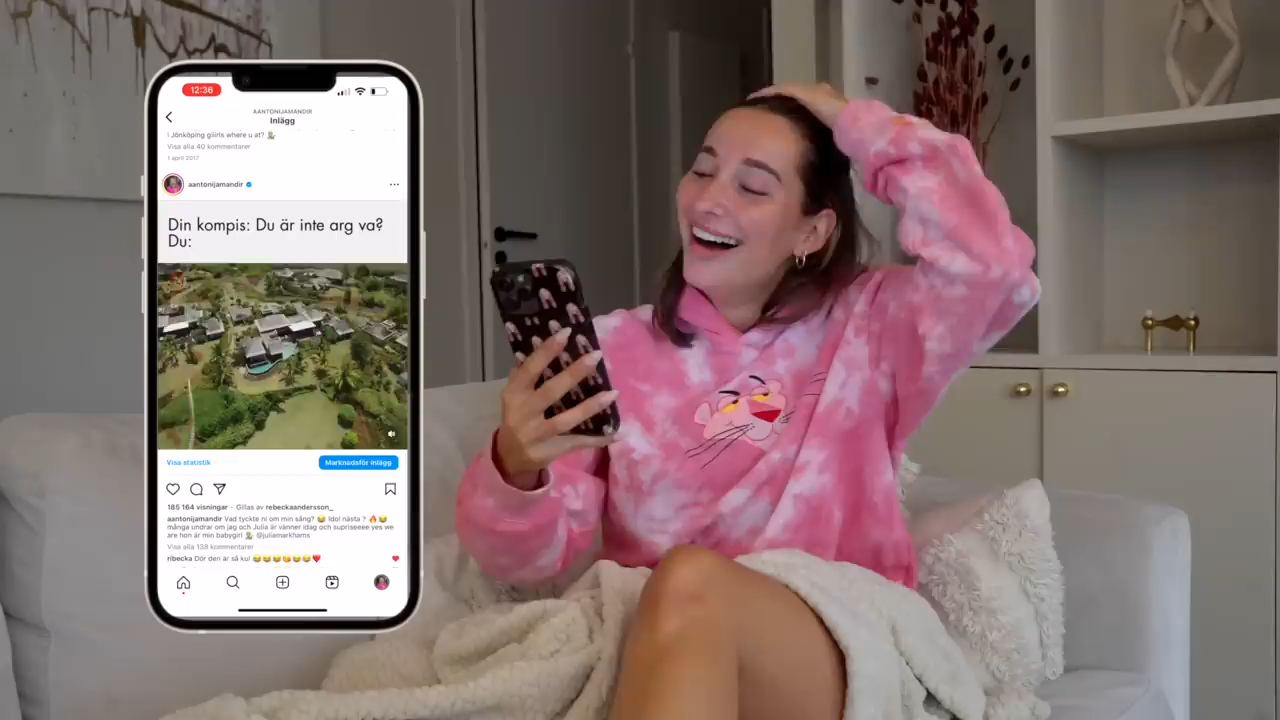 12:36
AANTONIJAMANDIR
Inlägg
Jönköping giiirls where u at?
Visa alla 40 kommentarer
1 april 2017
aantonijamandir
Din kompis: Du är inte arg va?
Du:
Visa statistik
Marknadsför inlägg
185 164 visningar · Gillas av rebeckaandersson_
aantonijamandir Vad tyckte ni om min sång? 😂 Idol nästa ? 🔥😂
många undrar om jag och Julia är vänner idag och supriseeee yes we
are hon är min babygirl @juliamarkhams
Visa alla 138 kommentarer
ribecka Dör den är så kul 😂😂😂😘😂😂❤️